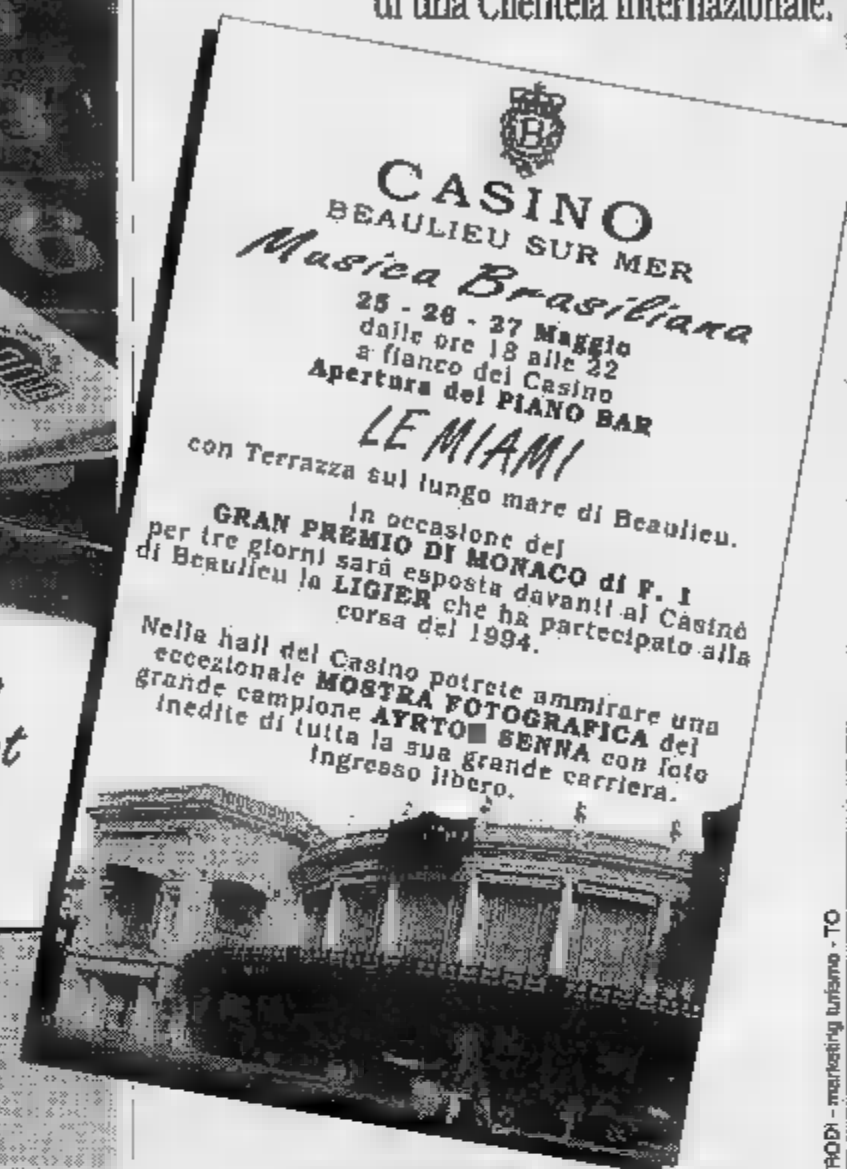 di una Clientela internazionale.
B
CASINO
BEAULIEU SUR MER
Musica Brasiliana
25 - 26 - 27 Maggio
dalle ore 18 alle 22
a fianco del Casino
Apertura del PIANO BAR
LE MIAMI
con Terrazza sul lungo mare di Beaulieu.
In occasione del
GRAN PREMIO DI MONACO di F. 1
per tre giorni sarà esposta davanti al Casinò
di Beaulieu la LIGIER che ha partecipato alla
corsa del 1994.
Nella hall del Casino potrete ammirare una
eccezionale MOSTRA FOTOGRAFICA del
grande campione AYRTO SENNA con foto
inedite di tutta la sua grande carriera.
Ingresso libero.
RODI - marketing turismo - TO